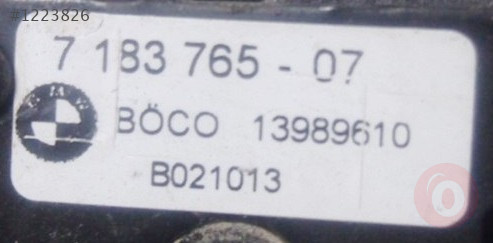 #1223826
7 183 765 - 07
BMW
BÖCO 13989610
B021013